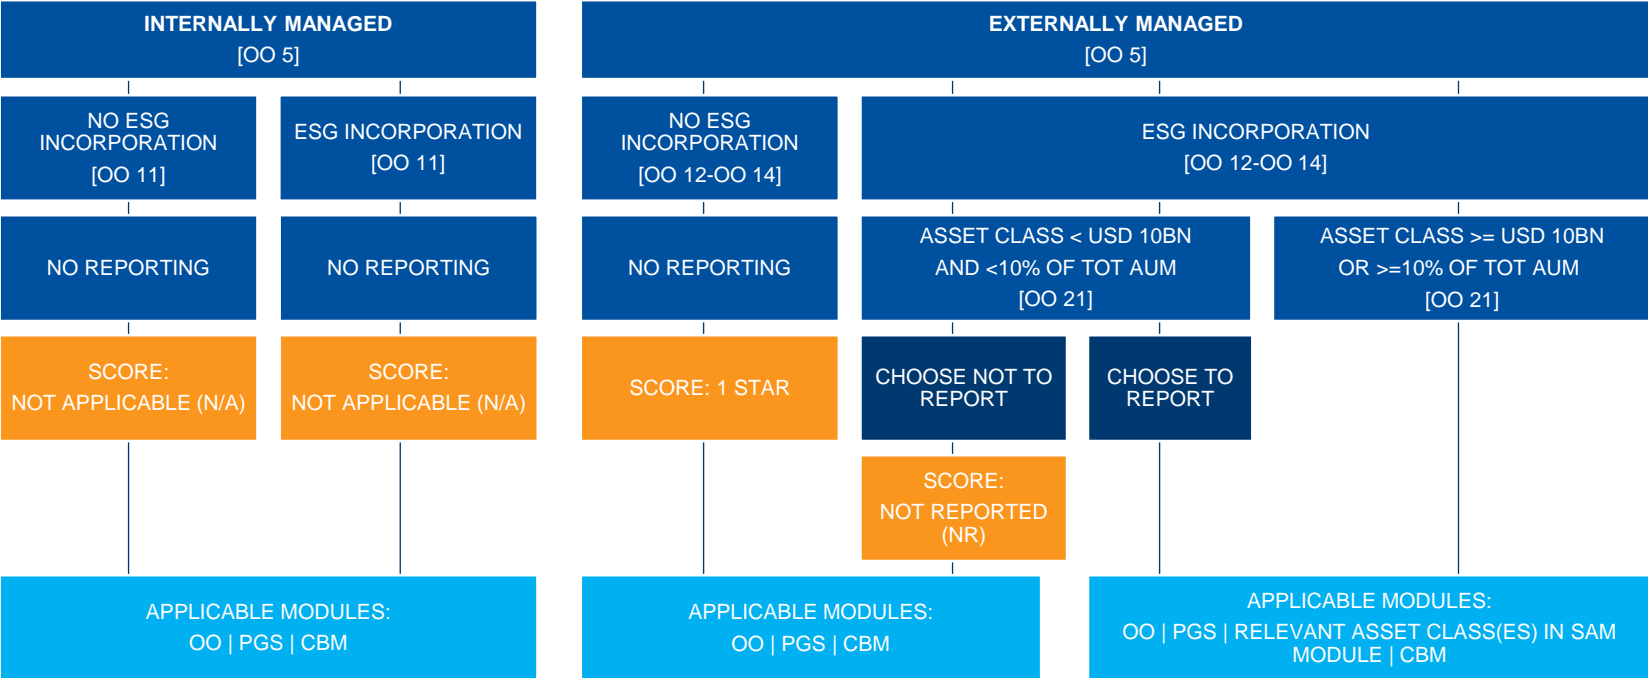 INTERNALLY MANAGED
[OO 5]
EXTERNALLY MANAGED
[OO 5]
NO ESG
INCORPORATION
[OO 11]
ESG INCORPORATION
[OO 11]
NO ESG
INCORPORATION
[OO 12-OO 14]
ESG INCORPORATION
[OO 12-OO 14]
NO REPORTING
NO REPORTING
NO REPORTING
ASSET CLASS < USD 10BN
AND <10% OF TOT AUM
[OO 21]
ASSET CLASS >= USD 10BN
OR >=10% OF TOT AUM
[OO 21]
SCORE:
NOT APPLICABLE (N/A)
SCORE:
NOT APPLICABLE (N/A)
SCORE: 1 STAR
CHOOSE NOT TO
REPORT
CHOOSE TO
REPORT
SCORE:
NOT REPORTED
(NR)
APPLICABLE MODULES:
OO | PGS | CBM
APPLICABLE MODULES:
OO | PGS | CBM
APPLICABLE MODULES:
OO | PGS | RELEVANT ASSET CLASS(ES) IN SAM
MODULE | CBM